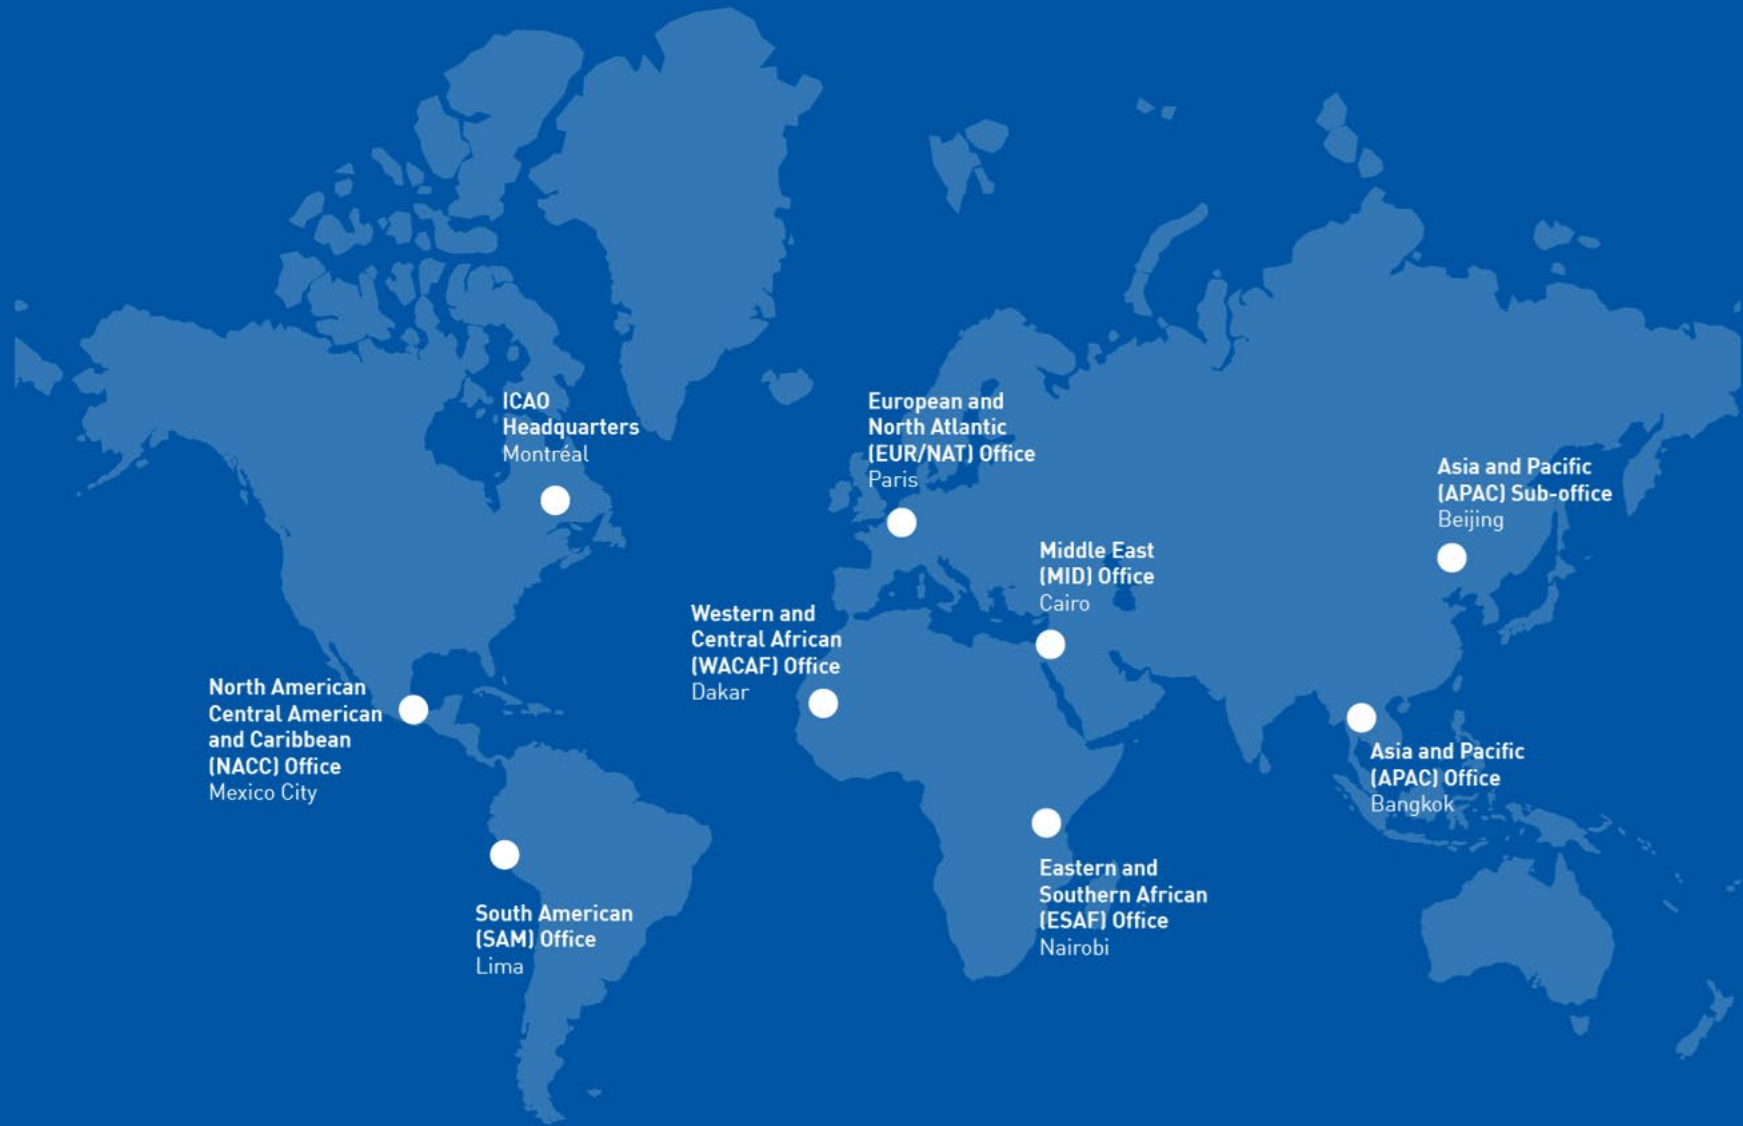 ICAO
Headquarters
Montréal
European and
North Atlantic
(EUR/NAT) Office
Paris
Asia and Pacific
(APAC) Sub-office
Beijing
Middle East
(MID) Office
Cairo
Western and
Central African
(WACAF) Office
Dakar
North American
Central American
and Caribbean
(NACC) Office
Mexico City
Asia and Pacific
(APAC) Office
Bangkok
Eastern and
Southern African
(ESAF) Office
Nairobi
South American
(SAM) Office
Lima